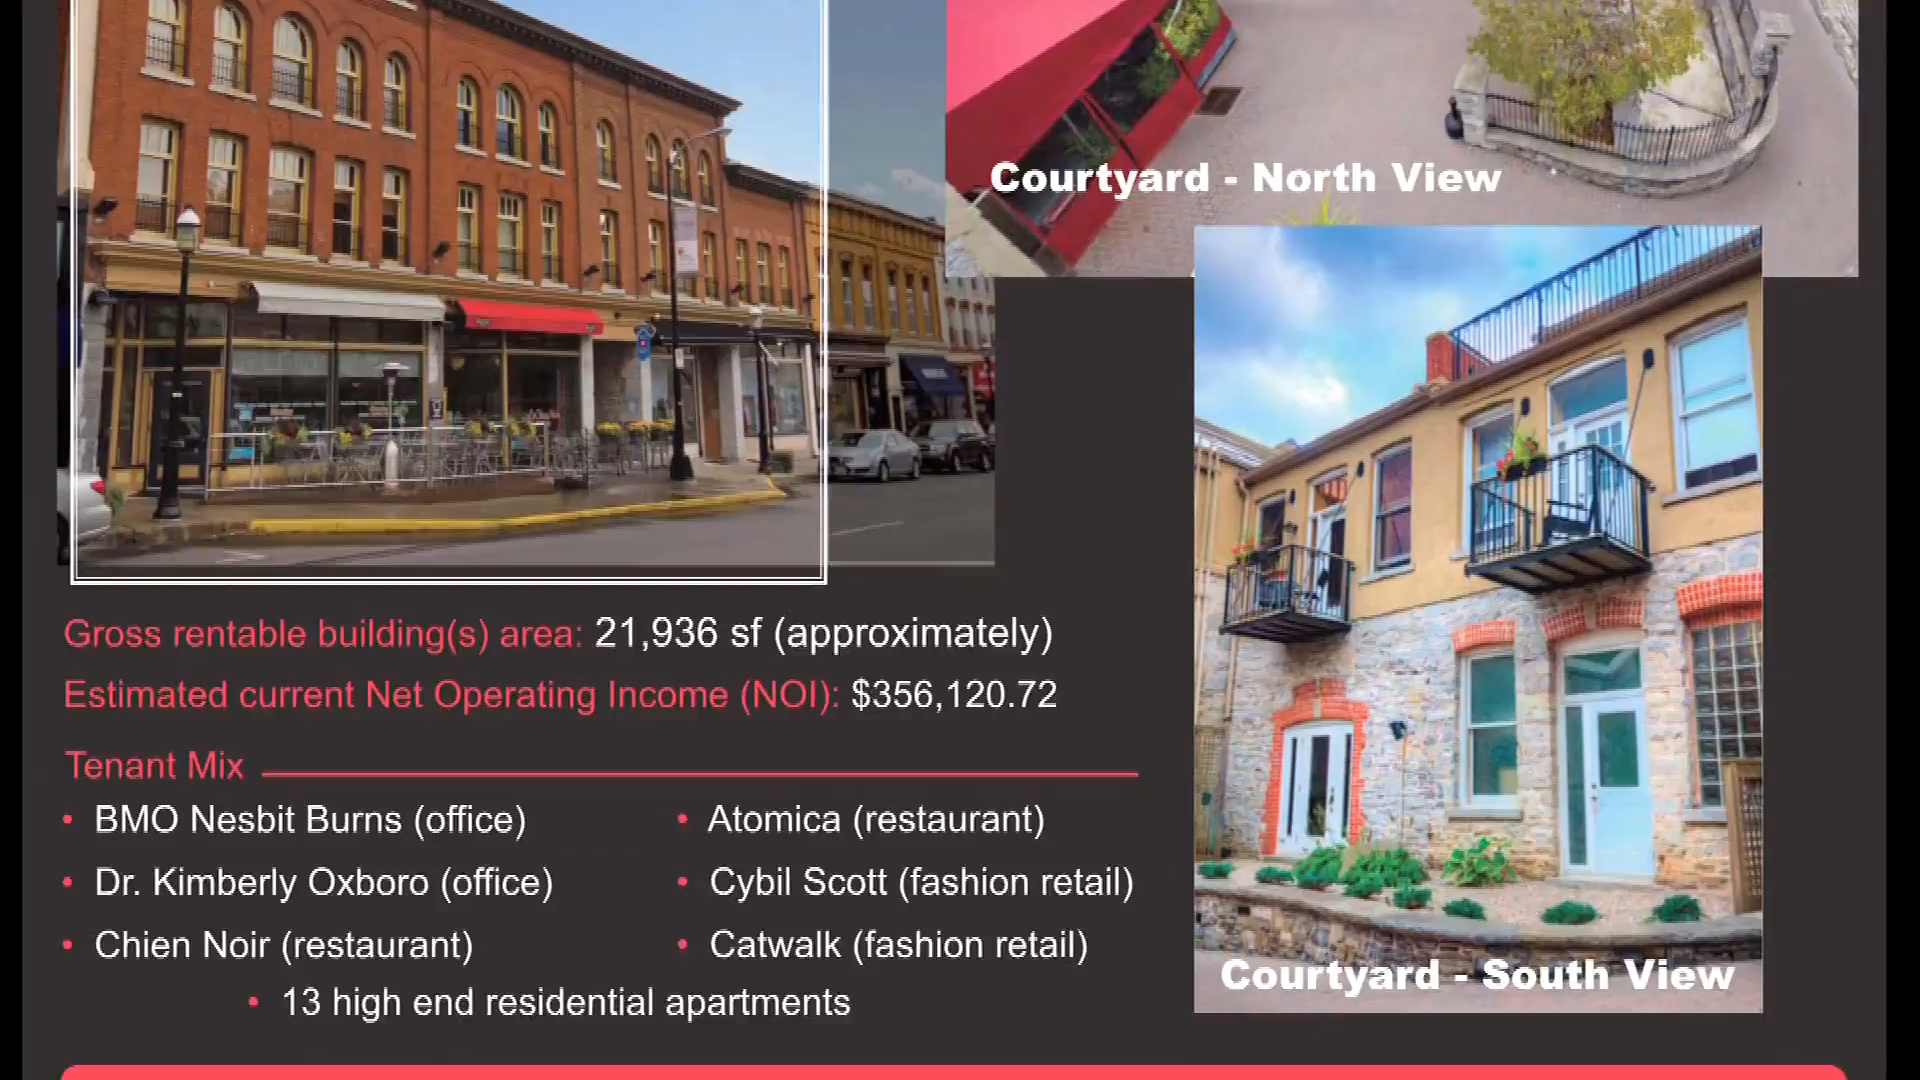 Courtyard - North View
Gross rentable building(s) area: 21,936 sf (approximately)
Estimated current Net Operating Income (NOI): $356,120.72
Tenant Mix
• BMO Nesbit Burns (office)
• Atomica (restaurant)
• Dr. Kimberly Oxboro (office)
• Cybil Scott (fashion retail)
• Chien Noir (restaurant)
• Catwalk (fashion retail)
• 13 high end residential apartments
Courtyard - South View